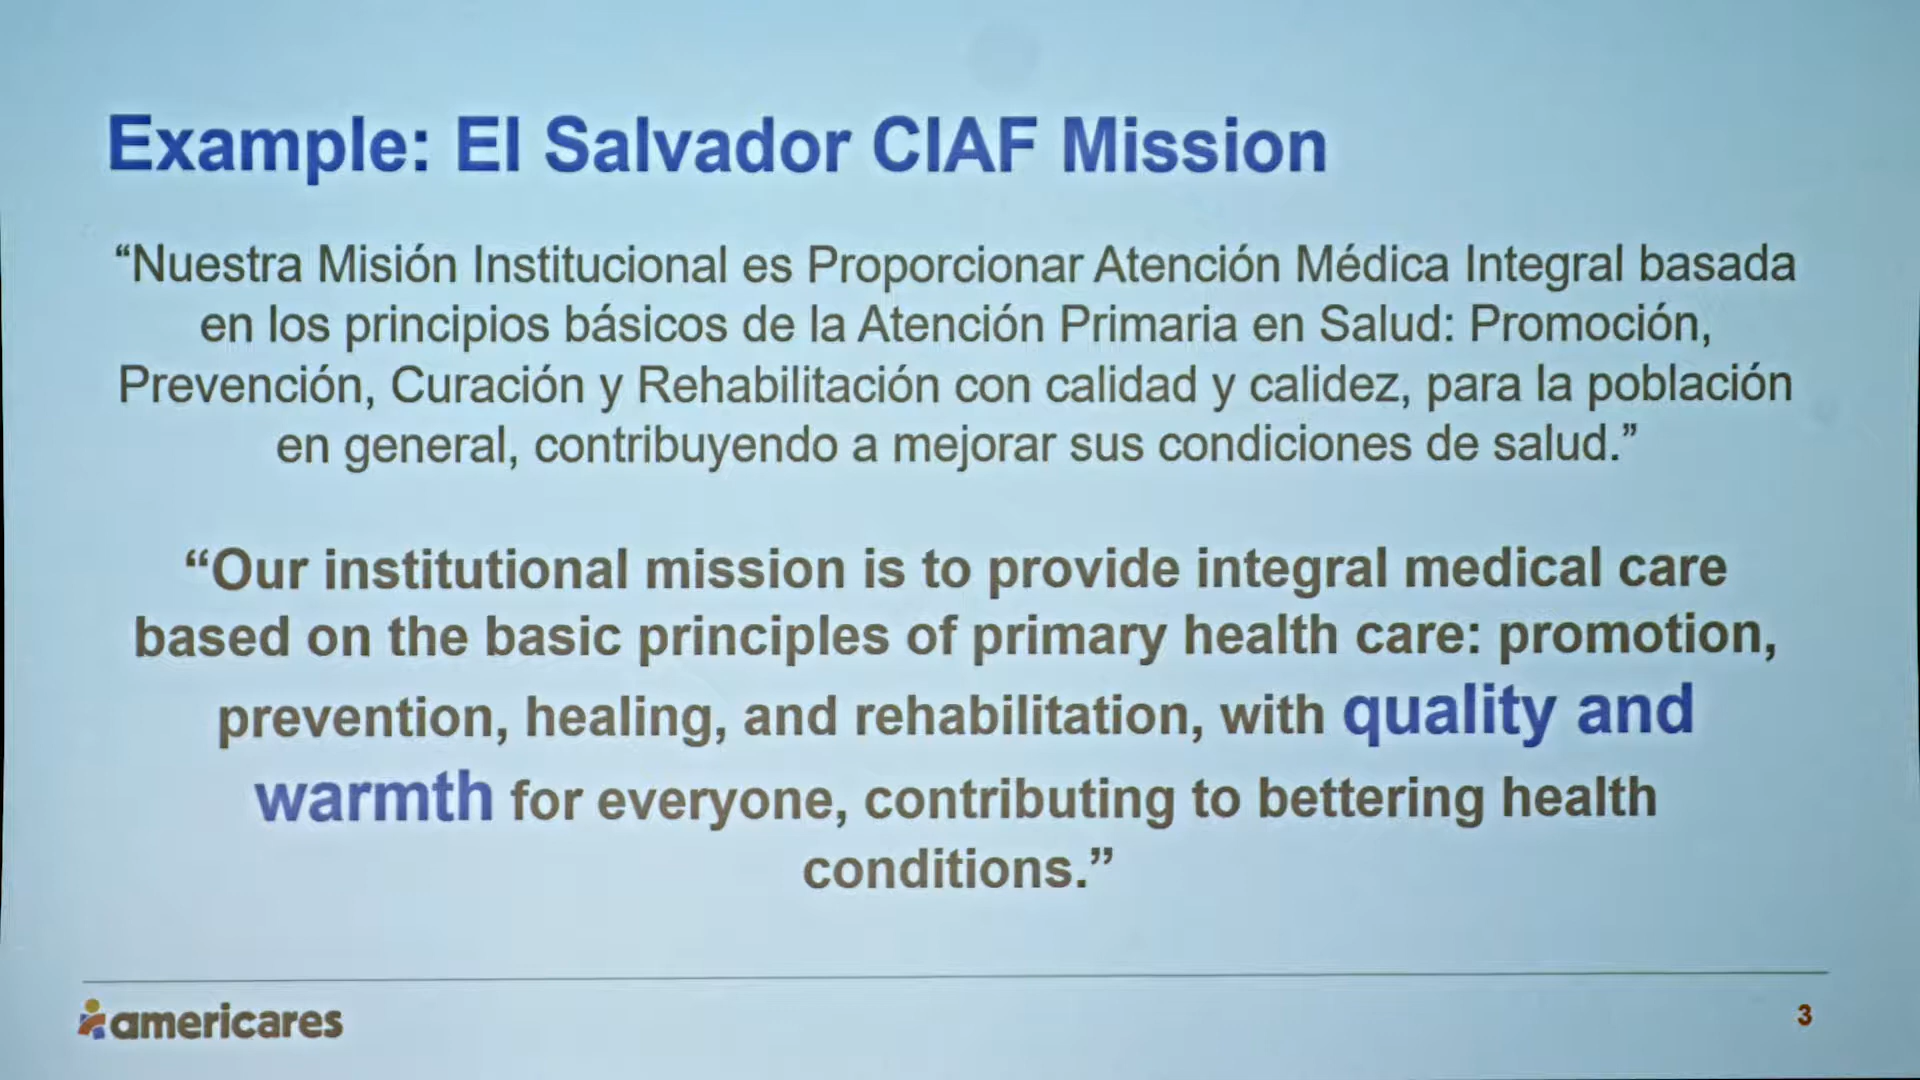 Example: El Salvador CIAF Mission
“Nuestra Misión Institucional es Proporcionar Atención Médica Integral basada
en los principios básicos de la Atención Primaria en Salud: Promoción,
Prevención, Curación y Rehabilitación con calidad y calidez, para la población
en general, contribuyendo a mejorar sus condiciones de salud.”
“Our institutional mission is to provide integral medical care
based on the basic principles of primary health care: promotion,
prevention, healing, and rehabilitation, with quality and
warmth for everyone, contributing to bettering health
conditions.”
americares
3